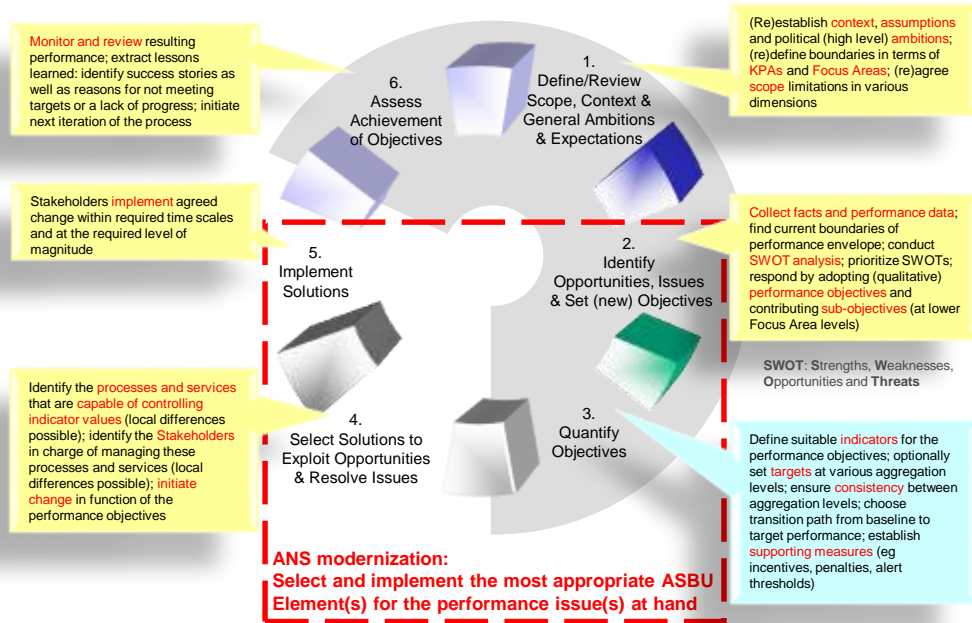 Monitor and review resulting
performance; extract lessons
learned: identify success stories as
well as reasons for not meeting
targets or a lack of progress; initiate
next iteration of the process
6.
Assess
Achievement
of Objectives
1.
Define/Review
Scope, Context &
General Ambitions
& Expectations
(Re)establish context, assumptions
and political (high level) ambitions;
(re)define boundaries in terms of
KPAs and Focus Areas; (re)agree
scope limitations in various
dimensions
Stakeholders implement agreed
change within required time scales
and at the required level of
magnitude
5.
Implement
Solutions
2.
Identify
Opportunities, Issues
& Set (new) Objectives
Collect facts and performance data;
find current boundaries of
performance envelope; conduct
SWOT analysis; prioritize SWOTs;
respond by adopting (qualitative)
performance objectives and
contributing sub-objectives (at lower
Focus Area levels)
SWOT: Strengths, Weaknesses,
Opportunities and Threats
Identify the processes and services
that are capable of controlling
indicator values (local differences
possible); identify the Stakeholders
in charge of managing these
processes and services (local
differences possible); initiate
change in function of the
performance objectives
4.
Select Solutions to
Exploit Opportunities
& Resolve Issues
3.
Quantify
Objectives
Define suitable indicators for the
performance objectives; optionally
set targets at various aggregation
levels; ensure consistency between
aggregation levels; choose
transition path from baseline to
target performance; establish
supporting measures (eg
incentives, penalties, alert
thresholds)
ANS modernization:
Select and implement the most appropriate ASBU
Element(s) for the performance issue(s) at hand